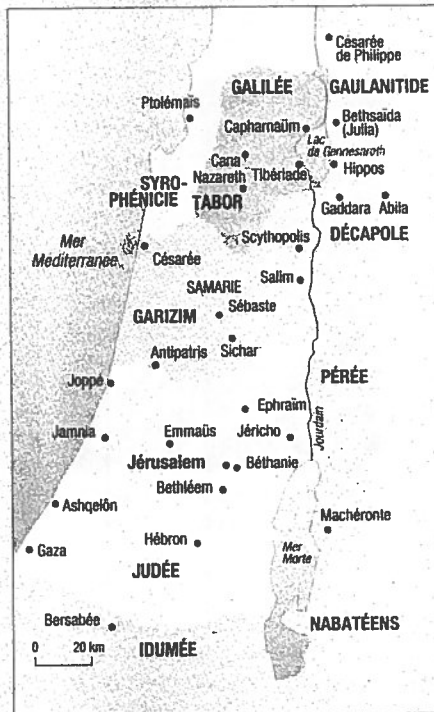 Césarée
de Philippe
GALILÉE
GAULANITIDE
Ptolémaïs
Bethsaïda
(Julia)
Capharnaüm
Lac
de Gennesareth
Cana
Hippos
Nazareth
Tibériade
SYRO-
PHÉNICIE
TABOR
Gaddara
Abila
DÉCAPOLE
Mer
Méditerranée
Césarée
Scythopolis
Salim
SAMARIE
Sébaste
GARIZIM
Sichar
Antipatris
PÉRÉE
Joppé
Ephraïm
Jourdain
Jamnia
Emmaüs
Jéricho
Jérusalem
Béthanie
Bethléem
Ashqelôn
Machéronte
Gaza
Hébron
Mer
Morte
JUDÉE
Bersabée
NABATÉENS
IDUMÉE
0 20 km